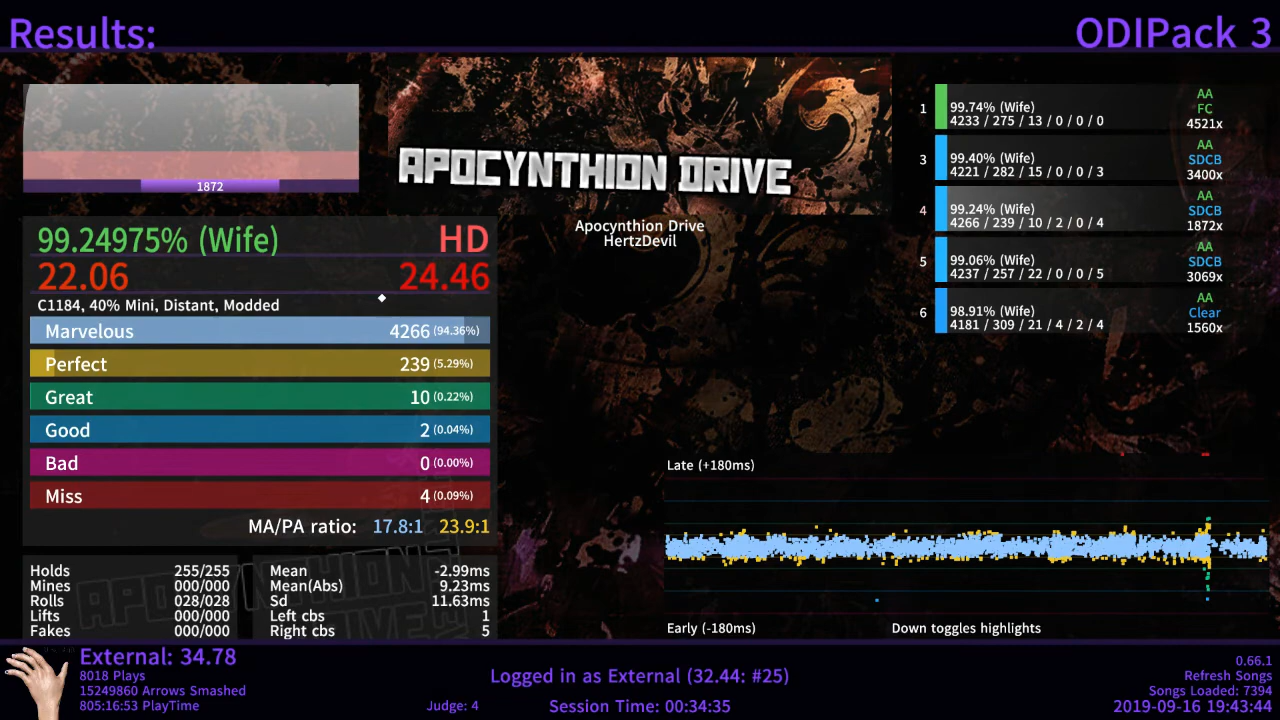 Results:
ODIPack 3
1872
APOCYNTHION DRIVE
Apocynthion Drive
HertzDevil
99.24975% (Wife) HD
22.06 24.46
C1184, 40% Mini, Distant, Modded
Marvelous 4266 (94.36%)
Perfect 239 (5.29%)
Great 10 (0.22%)
Good 2 (0.04%)
Bad 0 (0.00%)
Miss 4 (0.09%)
MA/PA ratio: 17.8:1 23.9:1
Holds 255/255
Mines 000/000
Rolls 028/028
Lifts 000/000
Fakes 000/000
Mean -2.99ms
Mean(Abs) 9.23ms
Sd 11.63ms
Left cbs 1
Right cbs 5
1 99.74% (Wife) AA
4233 / 275 / 13 / 0 / 0 / 0 FC
4521x
3 99.40% (Wife) AA
4221 / 282 / 15 / 0 / 0 / 3 SDCB
3400x
4 99.24% (Wife) AA
4266 / 239 / 10 / 2 / 0 / 4 SDCB
1872x
5 99.06% (Wife) AA
4237 / 257 / 22 / 0 / 0 / 5 SDCB
3069x
6 98.91% (Wife) AA
4181 / 309 / 21 / 4 / 2 / 4 Clear
1560x
Late (+180ms)
Early (-180ms)
Down toggles highlights
APOCYNTHION
DRIVE
External: 34.78
8018 Plays
15249860 Arrows Smashed
805:16:53 PlayTime
Logged in as External (32.44: #25)
Judge: 4
Session Time: 00:34:35
0.66.1
Refresh Songs
Songs Loaded: 7394
2019-09-16 19:43:44